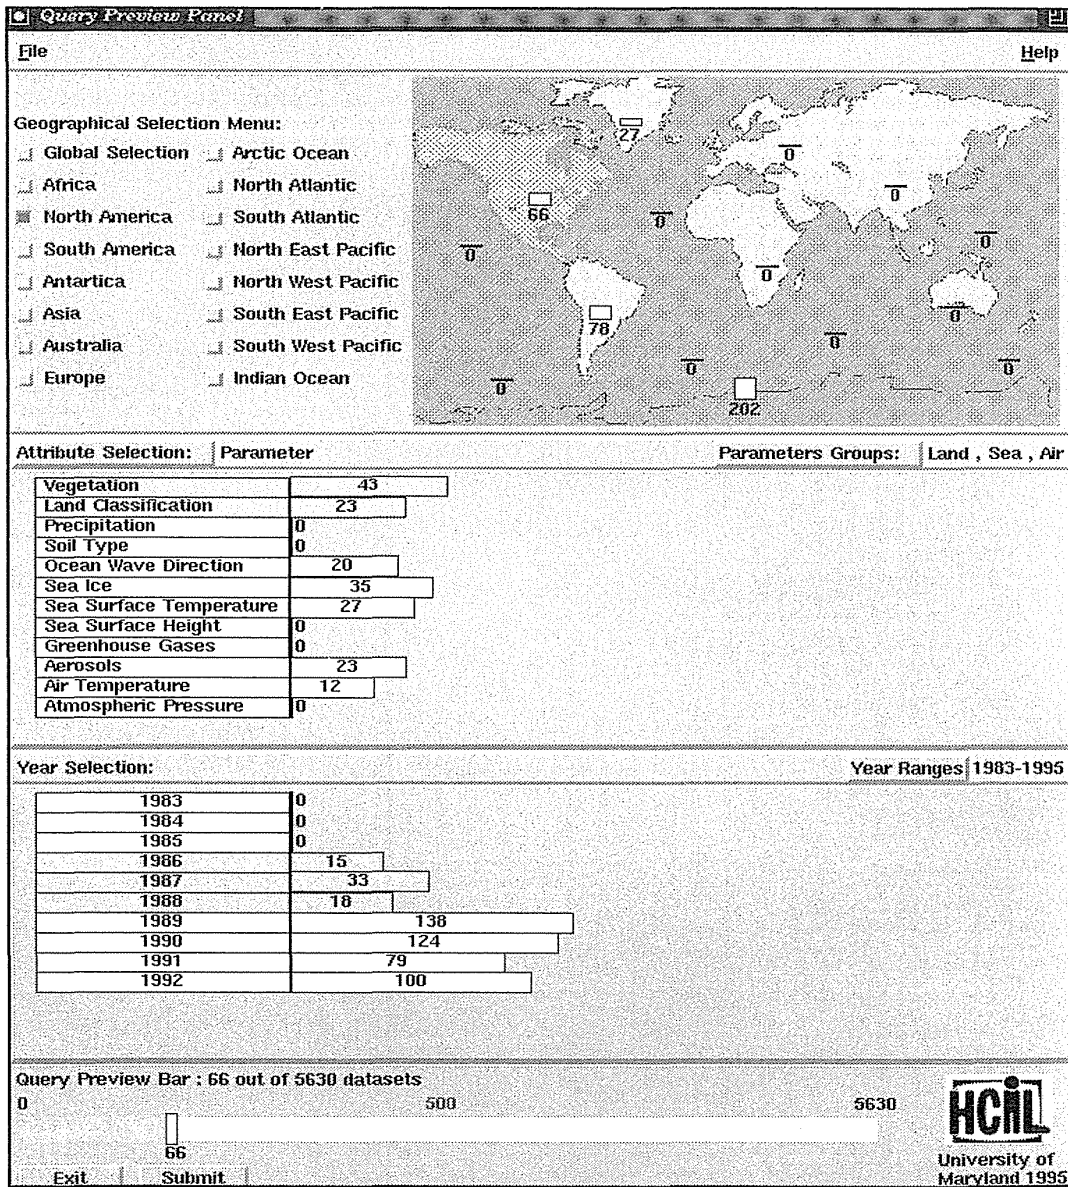 Query Preview Panel
File Help
Geographical Selection Menu:
Global Selection Arctic Ocean
Africa North Atlantic
North America South Atlantic
South America North East Pacific
Antartica North West Pacific
Asia South East Pacific
Australia South West Pacific
Europe Indian Ocean
27
0
0
66
0
0
0
0
0
78
0
0
0
0
202
Attribute Selection: Parameter Parameters Groups: Land , Sea , Air
Vegetation 43
Land Classification 23
Precipitation 0
Soil Type 0
Ocean Wave Direction 20
Sea Ice 35
Sea Surface Temperature 27
Sea Surface Height 0
Greenhouse Gases 0
Aerosols 23
Air Temperature 12
Atmospheric Pressure 0
Year Selection: Year Ranges 1983-1995
1983 0
1984 0
1985 0
1986 15
1987 33
1988 18
1989 138
1990 124
1991 79
1992 100
Query Preview Bar : 66 out of 5630 datasets
0 500 5630
66
Exit Submit
HCIL
University of
Maryland 1995